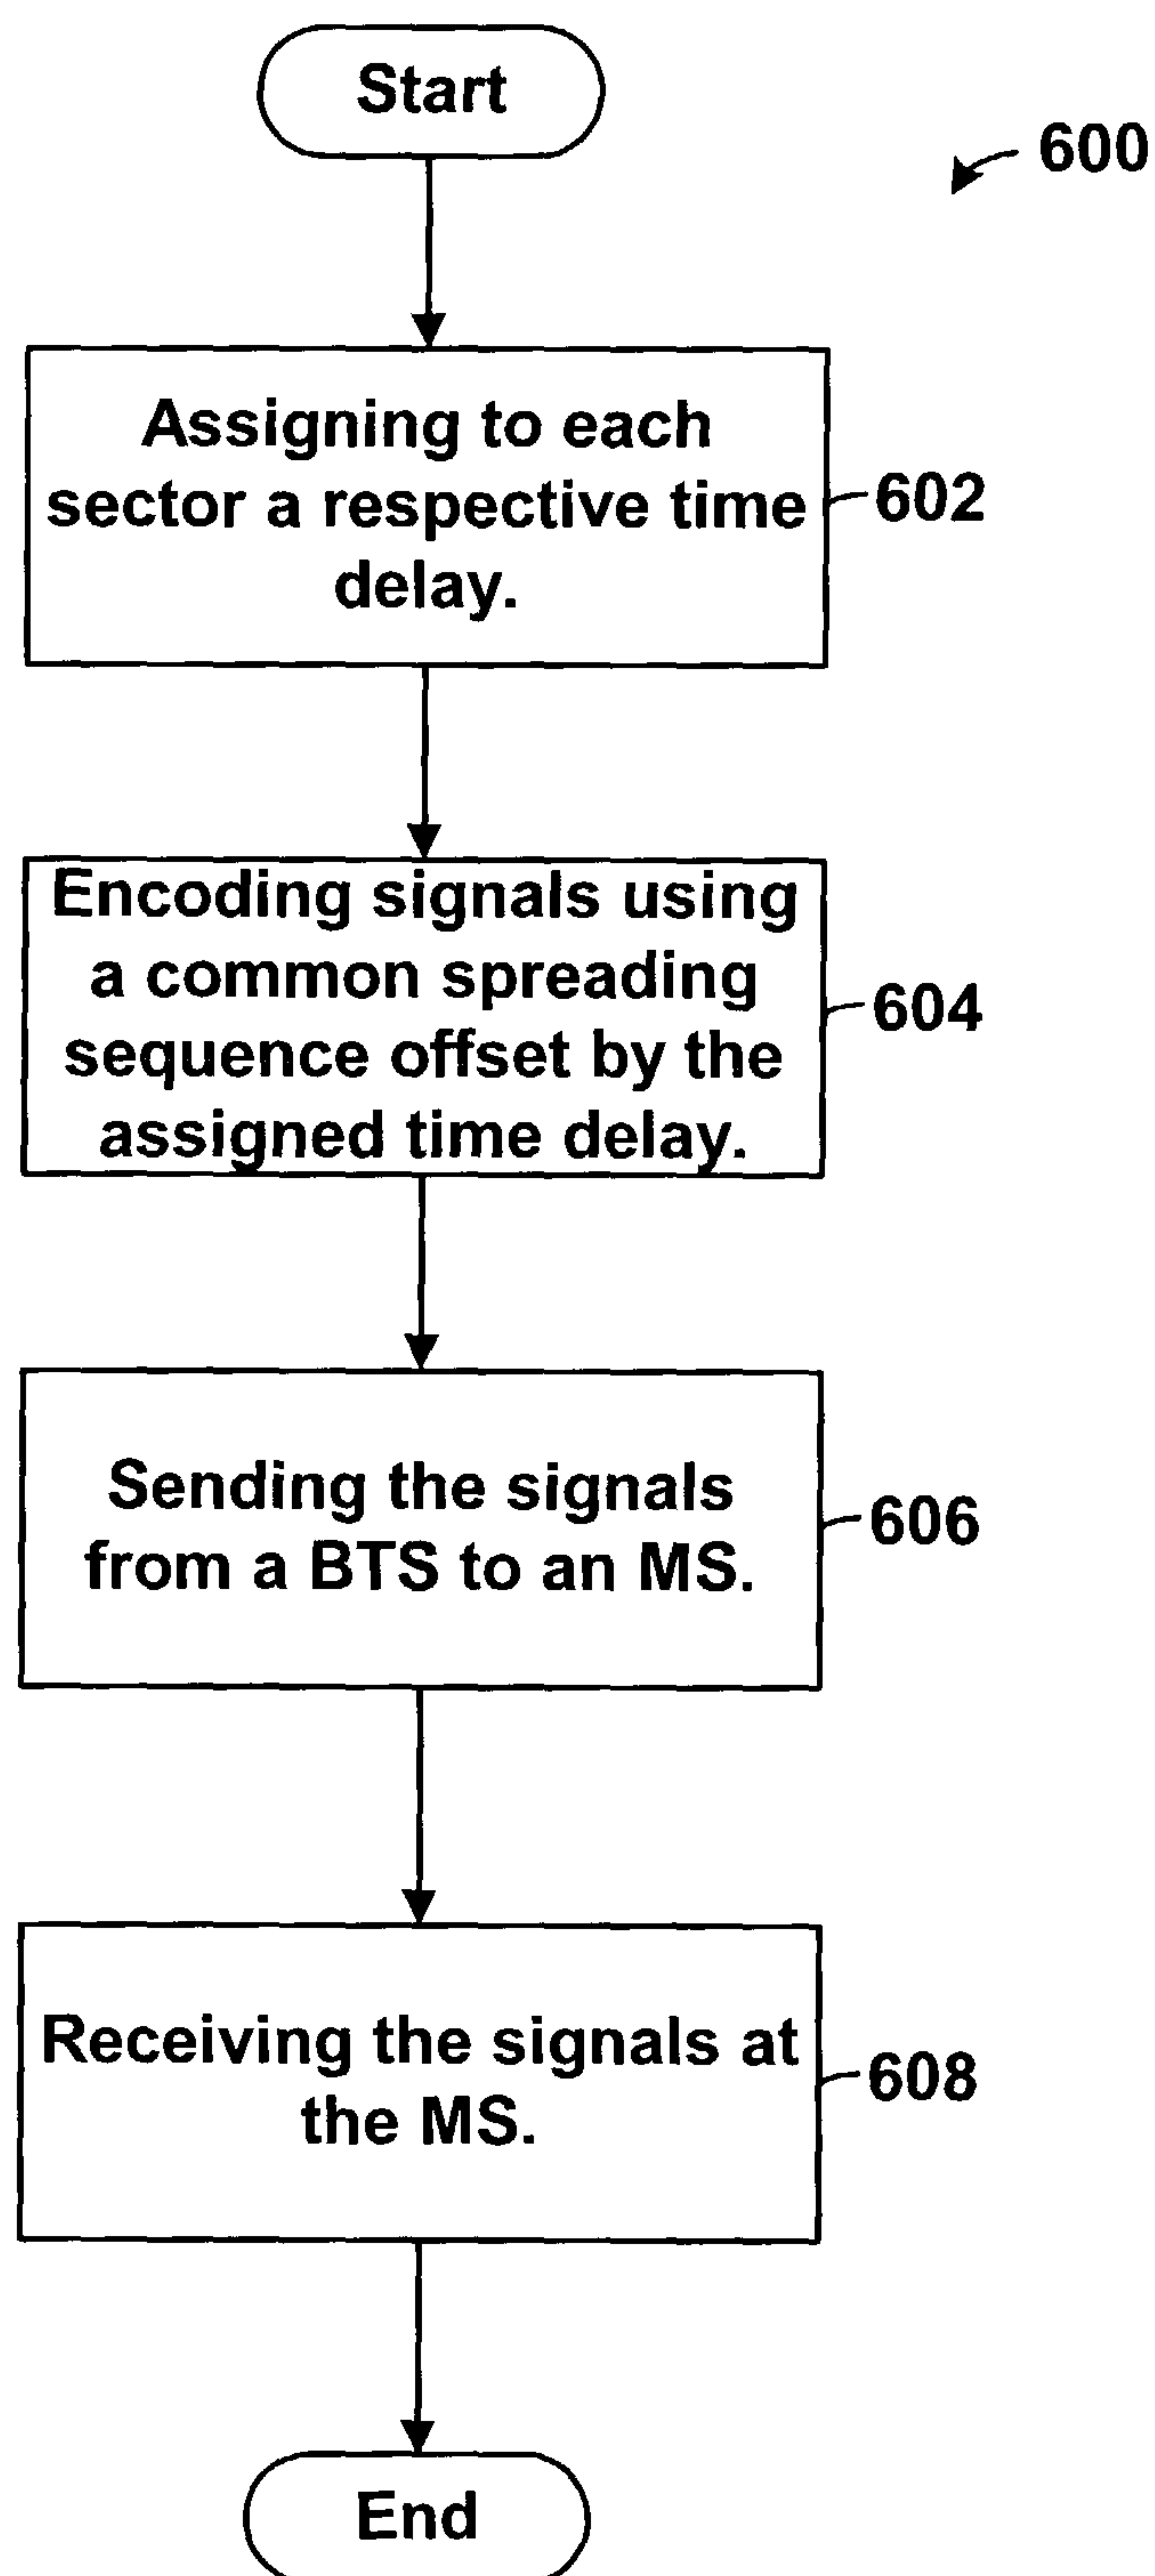 Start
600
Assigning to each
sector a respective time
delay.
602
Encoding signals using
a common spreading
sequence offset by the
assigned time delay.
604
Sending the signals
from a BTS to an MS.
606
Receiving the signals at
the MS.
608
End